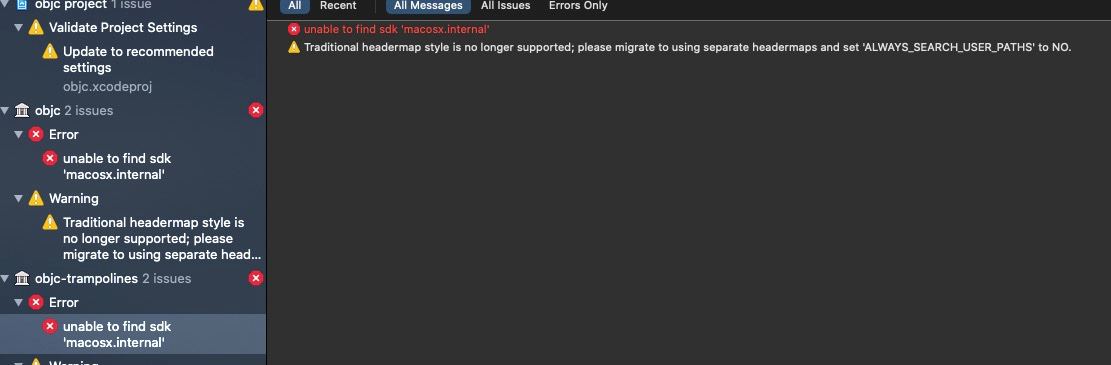 objc project 1 issue
Validate Project Settings
Update to recommended
settings
objc.xcodeproj
objc 2 issues
Error
unable to find sdk
'macosx.internal'
Warning
Traditional headermap style is
no longer supported; please
migrate to using separate head...
objc-trampolines 2 issues
Error
unable to find sdk
'macosx.internal'
Warning
All Recent All Messages All Issues Errors Only
unable to find sdk 'macosx.internal'
Traditional headermap style is no longer supported; please migrate to using separate headermaps and set 'ALWAYS_SEARCH_USER_PATHS' to NO.